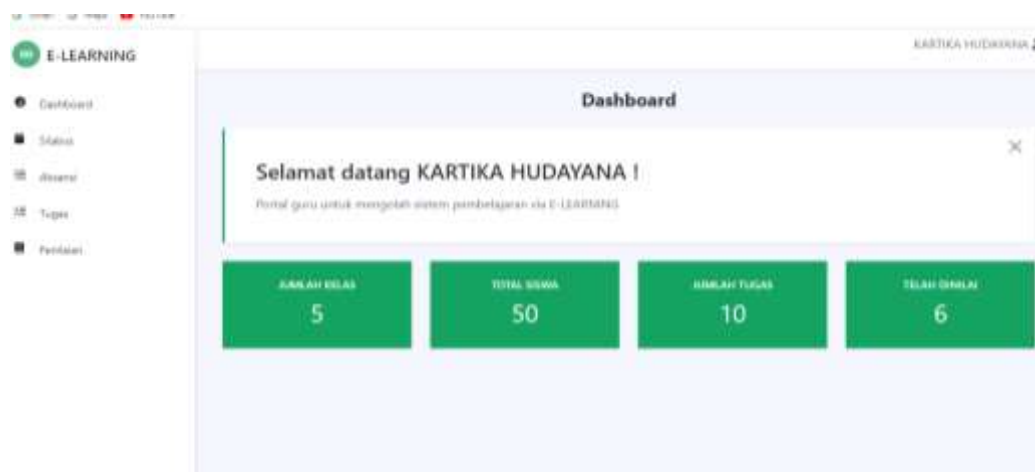 E-LEARNING
KARTIKA HUDAYANA
Dashboard
Dashboard
Silabus
Absensi
Tugas
Penilaian
Selamat datang KARTIKA HUDAYANA !
Portal guru untuk mengolah sistem pembelajaran via E-LEARNING
JUMLAH KELAS
5
TOTAL SISWA
50
JUMLAH TUGAS
10
TELAH DINILAI
6